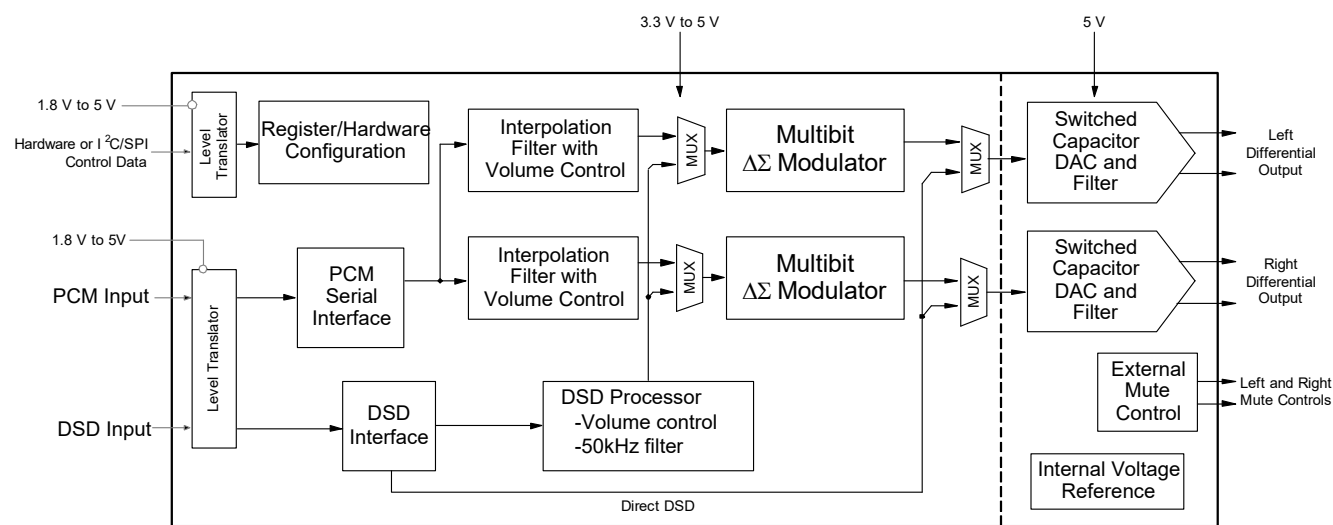 3.3 V to 5 V
5 V
1.8 V to 5 V
Hardware or I ²C/SPI
Control Data
Level
Translator
Register/Hardware
Configuration
Interpolation
Filter with
Volume Control
MUX
Multibit
ΔΣ Modulator
MUX
Switched
Capacitor
DAC and
Filter
Left
Differential
Output
1.8 V to 5V
PCM Input
Level Translator
PCM
Serial
Interface
Interpolation
Filter with
Volume Control
MUX
Multibit
ΔΣ Modulator
MUX
Switched
Capacitor
DAC and
Filter
Right
Differential
Output
DSD Input
DSD
Interface
DSD Processor
-Volume control
-50kHz filter
External
Mute
Control
Left and Right
Mute Controls
Internal Voltage
Reference
Direct DSD